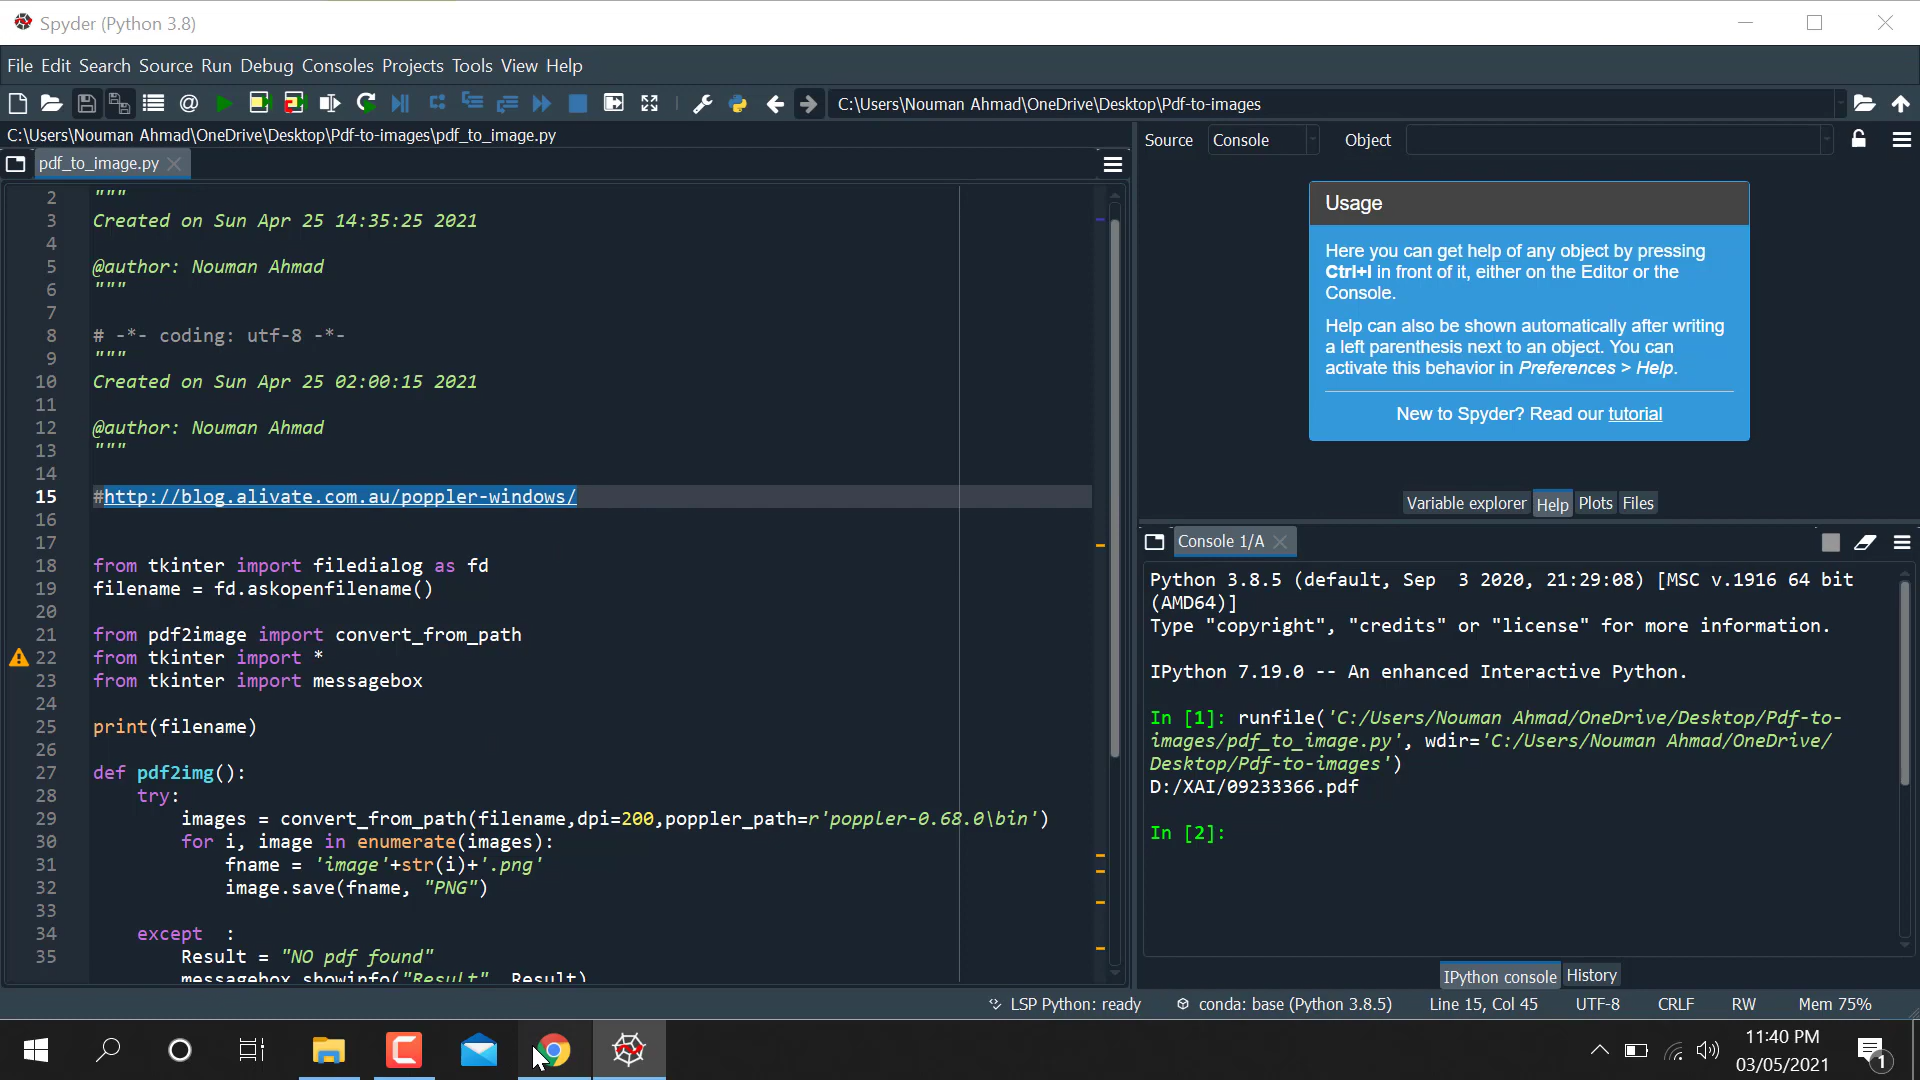 Spyder (Python 3.8)
File Edit Search Source Run Debug Consoles Projects Tools View Help
C:\Users\Nouman Ahmad\OneDrive\Desktop\Pdf-to-images
C:\Users\Nouman Ahmad\OneDrive\Desktop\Pdf-to-images\pdf_to_image.py
pdf_to_image.py
2 """
3 Created on Sun Apr 25 14:35:25 2021
4
5 @author: Nouman Ahmad
6 """
7
8 # -*- coding: utf-8 -*-
9 """
10 Created on Sun Apr 25 02:00:15 2021
11
12 @author: Nouman Ahmad
13 """
14
15 #http://blog.alivate.com.au/poppler-windows/
16
17
18 from tkinter import filedialog as fd
19 filename = fd.askopenfilename()
20
21 from pdf2image import convert_from_path
22 from tkinter import *
23 from tkinter import messagebox
24
25 print(filename)
26
27 def pdf2img():
28 try:
29 images = convert_from_path(filename,dpi=200,poppler_path=r'poppler-0.68.0\bin')
30 for i, image in enumerate(images):
31 fname = 'image'+str(i)+'.png'
32 image.save(fname, "PNG")
33
34 except :
35 Result = "NO pdf found"
messagebox.showinfo("Result", Result)
Source Console Object
Usage
Here you can get help of any object by pressing
Ctrl+I in front of it, either on the Editor or the
Console.
Help can also be shown automatically after writing
a left parenthesis next to an object. You can
activate this behavior in Preferences > Help.
New to Spyder? Read our tutorial
Variable explorer Help Plots Files
Console 1/A
Python 3.8.5 (default, Sep  3 2020, 21:29:08) [MSC v.1916 64 bit
(AMD64)]
Type "copyright", "credits" or "license" for more information.
IPython 7.19.0 -- An enhanced Interactive Python.
In [1]: runfile('C:/Users/Nouman Ahmad/OneDrive/Desktop/Pdf-to-
images/pdf_to_image.py', wdir='C:/Users/Nouman Ahmad/OneDrive/
Desktop/Pdf-to-images')
D:/XAI/09233366.pdf
In [2]:
IPython console History
LSP Python: ready conda: base (Python 3.8.5) Line 15, Col 45 UTF-8 CRLF RW Mem 75%
11:40 PM
03/05/2021
1